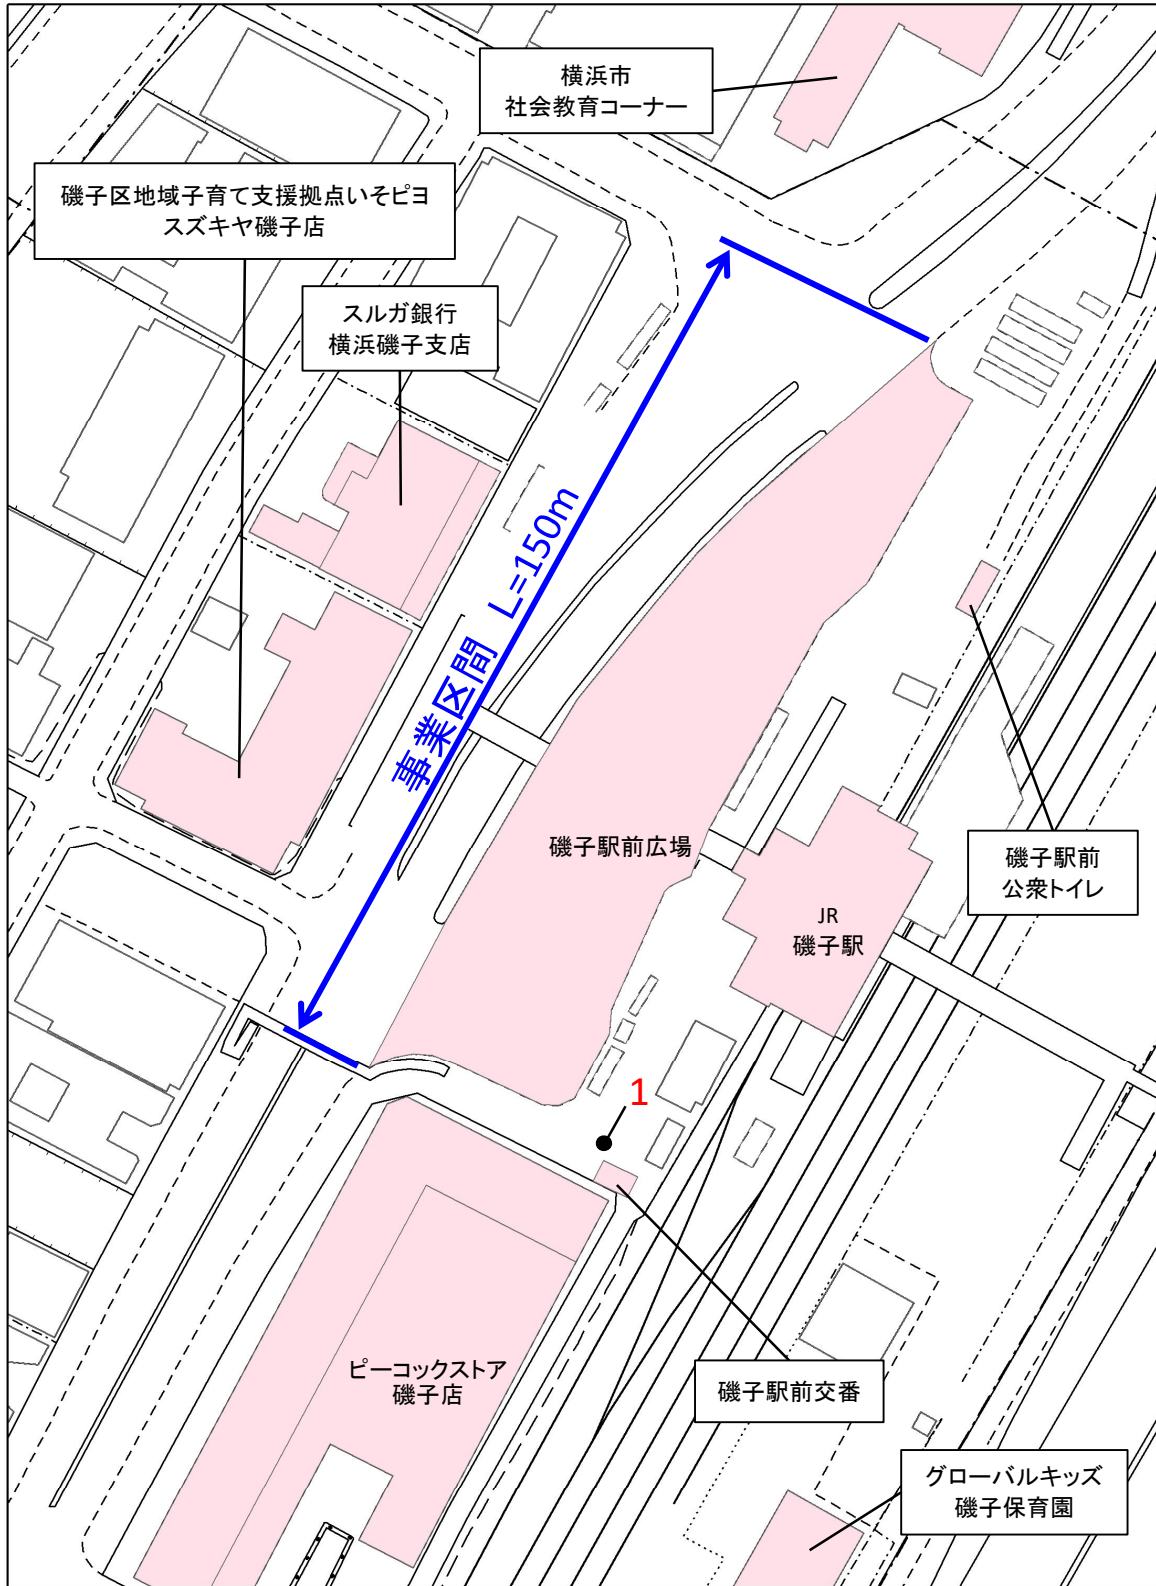 横浜市
社会教育コーナー
磯子区地域子育て支援拠点いそピヨ
スズキヤ磯子店
スルガ銀行
横浜磯子支店
事業区間 L=150m
磯子駅前広場
磯子駅前
公衆トイレ
JR
磯子駅
1
ピーコックストア
磯子店
磯子駅前交番
グローバルキッズ
磯子保育園